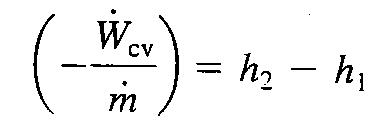 (-Ẇcv/ṁ) = h₂ - h₁